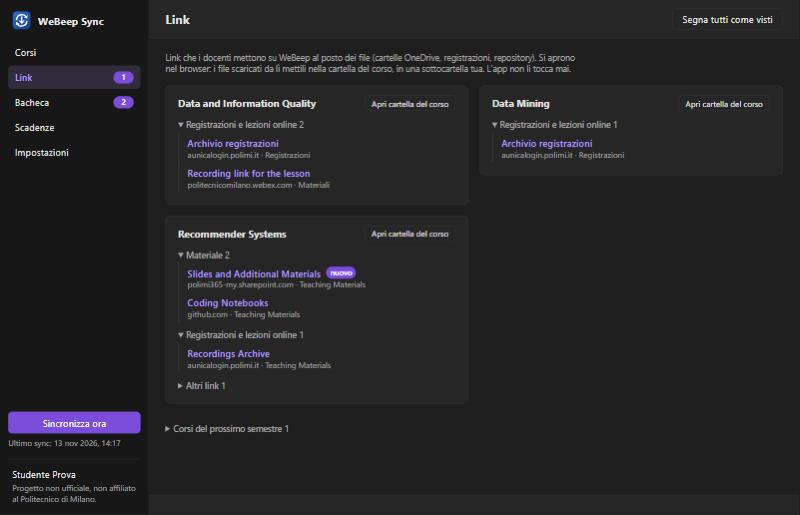 WeBeep Sync
Corsi
Link 1
Bacheca 2
Scadenze
Impostazioni
Sincronizza ora
Ultimo sync: 13 nov 2026, 14:17
Studente Prova
Progetto non ufficiale, non affiliato
al Politecnico di Milano.
Link
Segna tutti come visti
Link che i docenti mettono su WeBeep al posto dei file (cartelle OneDrive, registrazioni, repository). Si aprono
nel browser: i file scaricati da lì mettili nella cartella del corso, in una sottocartella tua. L'app non li tocca mai.
Data and Information Quality
Apri cartella del corso
▼ Registrazioni e lezioni online 2
Archivio registrazioni
aunicalogin.polimi.it · Registrazioni
Recording link for the lesson
politecnicomilano.webex.com · Materiali
Data Mining
Apri cartella del corso
▼ Registrazioni e lezioni online 1
Archivio registrazioni
aunicalogin.polimi.it · Registrazioni
Recommender Systems
Apri cartella del corso
▼ Materiale 2
Slides and Additional Materials nuovo
polimi365-my.sharepoint.com · Teaching Materials
Coding Notebooks
github.com · Teaching Materials
▼ Registrazioni e lezioni online 1
Recordings Archive
aunicalogin.polimi.it · Teaching Materials
▶ Altri link 1
▶ Corsi del prossimo semestre 1